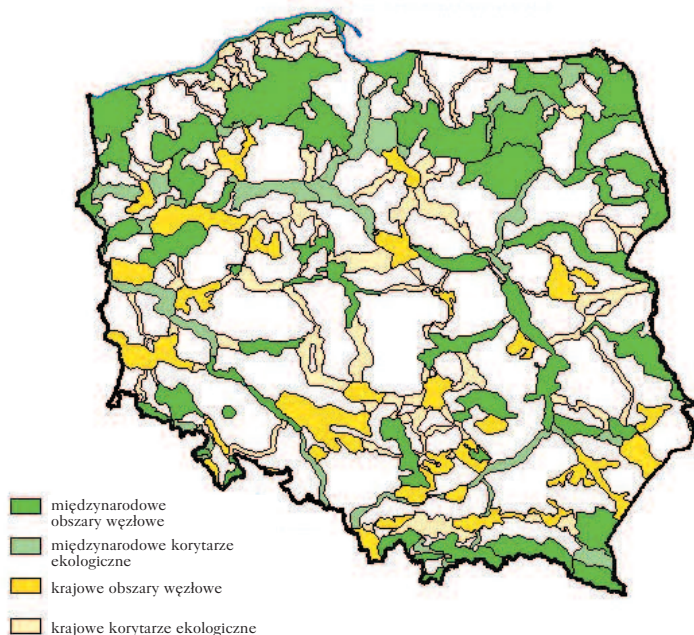 międzynarodowe
obszary węzłowe
międzynarodowe korytarze
ekologiczne
krajowe obszary węzłowe
krajowe korytarze ekologiczne